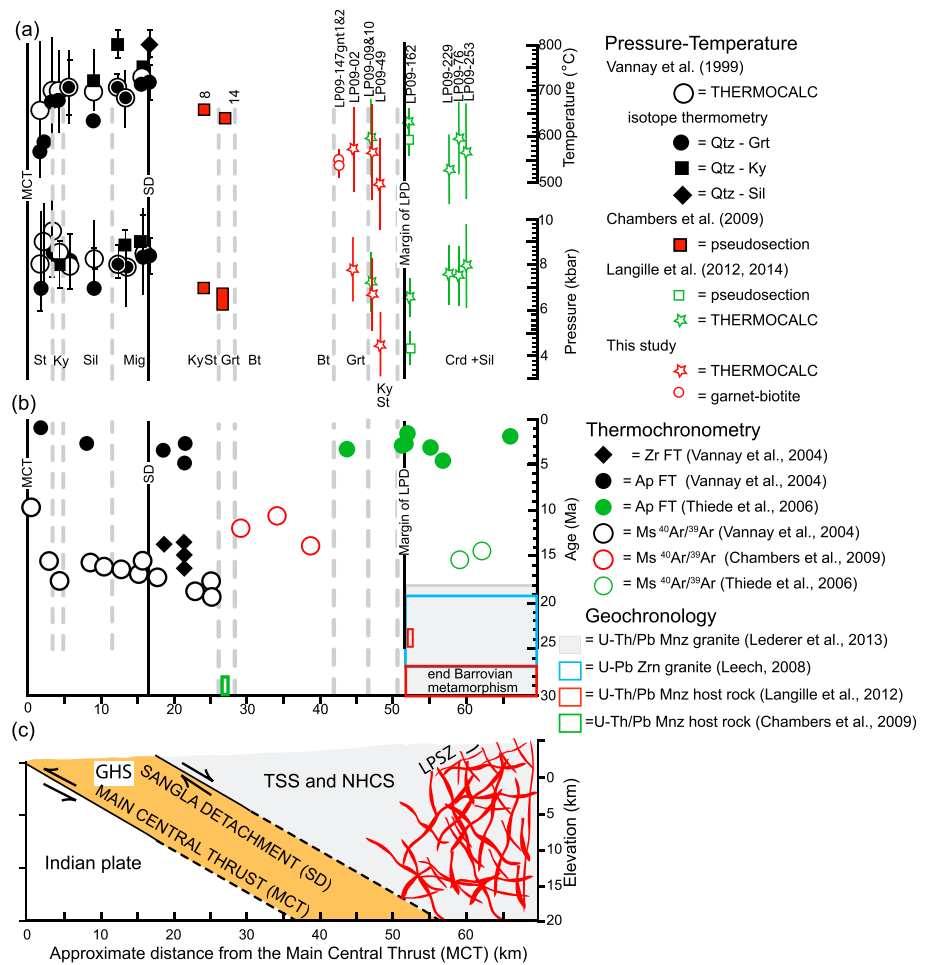 (a)
MCT
SD
8
14
LP09-147gnt1&2
LP09-02
LP09-09&10
LP09-49
Margin of LPD
LP09-162
LP09-229
LP09-76
LP09-253
800
700
600
500
Temperature (°C)
10
8
6
4
Pressure (kbar)
St Ky Sil Mig KySt Grt Bt Bt Grt Crd +Sil
Ky
St
Pressure-Temperature
Vannay et al. (1999)
= THERMOCALC
isotope thermometry
= Qtz - Grt
= Qtz - Ky
= Qtz - Sil
Chambers et al. (2009)
= pseudosection
Langille et al. (2012, 2014)
= pseudosection
= THERMOCALC
This study
= THERMOCALC
= garnet-biotite
(b)
MCT
SD
Margin of LPD
0
5
10
15
20
25
30
Age (Ma)
end Barrovian
metamorphism
0 10 20 30 40 50 60
Thermochronometry
= Zr FT (Vannay et al., 2004)
= Ap FT (Vannay et al., 2004)
= Ap FT (Thiede et al., 2006)
= Ms ⁴⁰Ar/³⁹Ar (Vannay et al., 2004)
= Ms ⁴⁰Ar/³⁹Ar (Chambers et al., 2009)
= Ms ⁴⁰Ar/³⁹Ar (Thiede et al., 2006)
Geochronology
= U-Th/Pb Mnz granite (Lederer et al., 2013)
= U-Pb Zrn granite (Leech, 2008)
= U-Th/Pb Mnz host rock (Langille et al., 2012)
=U-Th/Pb Mnz host rock (Chambers et al., 2009)
(c)
GHS
SANGLA DETACHMENT (SD)
MAIN CENTRAL THRUST (MCT)
TSS and NHCS
LPSZ
Indian plate
0
5
10
15
20
Elevation (km)
0 10 20 30 40 50 60
Approximate distance from the Main Central Thrust (MCT) (km)